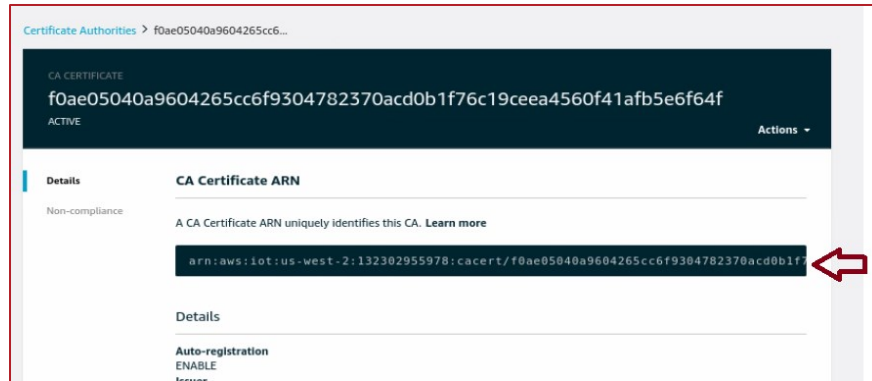 Certificate Authorities > f0ae05040a9604265cc6...
CA CERTIFICATE
f0ae05040a9604265cc6f9304782370acd0b1f76c19ceea4560f41afb5e6f64f
ACTIVE
Actions
Details
CA Certificate ARN
Non-compliance
A CA Certificate ARN uniquely identifies this CA. Learn more
arn:aws:iot:us-west-2:132302955978:cacert/f0ae05040a9604265cc6f9304782370acd0b1f7
Details
Auto-registration
ENABLE
Issuer